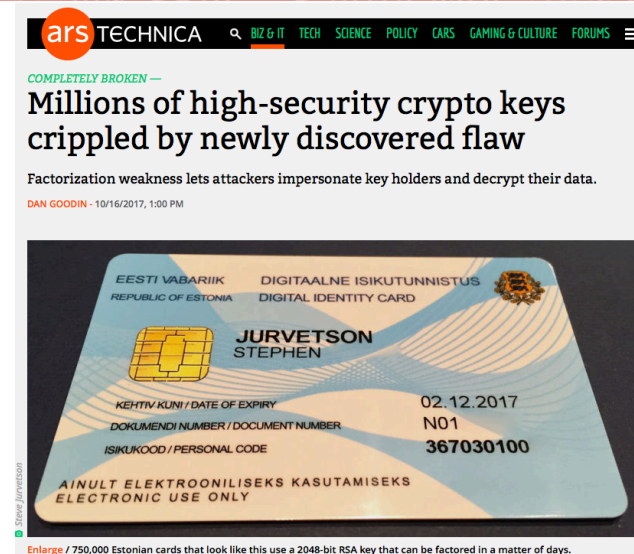 ars TECHNICA BIZ & IT TECH SCIENCE POLICY CARS GAMING & CULTURE FORUMS
COMPLETELY BROKEN —
Millions of high-security crypto keys
crippled by newly discovered flaw
Factorization weakness lets attackers impersonate key holders and decrypt their data.
DAN GOODIN - 10/16/2017, 1:00 PM
EESTI VABARIIK DIGITAALNE ISIKUTUNNISTUS
REPUBLIC OF ESTONIA DIGITAL IDENTITY CARD
JURVETSON
STEPHEN
KEHTIV KUNI / DATE OF EXPIRY 02.12.2017
DOKUMENDI NUMBER / DOCUMENT NUMBER N01
ISIKUKOOD / PERSONAL CODE 367030100
AINULT ELEKTROONILISEKS KASUTAMISEKS
ELECTRONIC USE ONLY
Steve Jurvetson
Enlarge / 750,000 Estonian cards that look like this use a 2048-bit RSA key that can be factored in a matter of days.